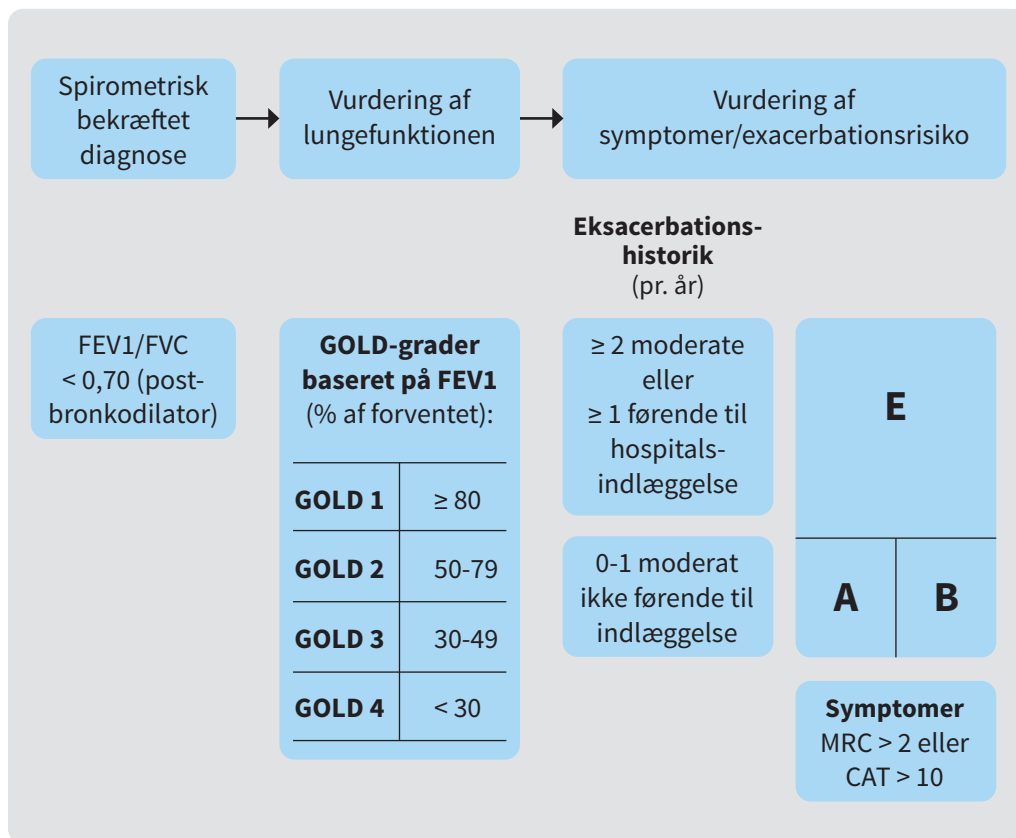 Spirometrisk
bekræftet
diagnose
Vurdering af
lungefunktionen
Vurdering af
symptomer/exacerbationsrisiko
FEV1/FVC
< 0,70 (post-
bronkodilator)
GOLD-grader
baseret på FEV1
(% af forventet):
GOLD 1 ≥ 80
GOLD 2 50-79
GOLD 3 30-49
GOLD 4 < 30
Eksacerbations-
historik
(pr. år)
≥ 2 moderate
eller
≥ 1 førende til
hospitals-
indlæggelse
0-1 moderat
ikke førende til
indlæggelse
E
A B
Symptomer
MRC > 2 eller
CAT > 10